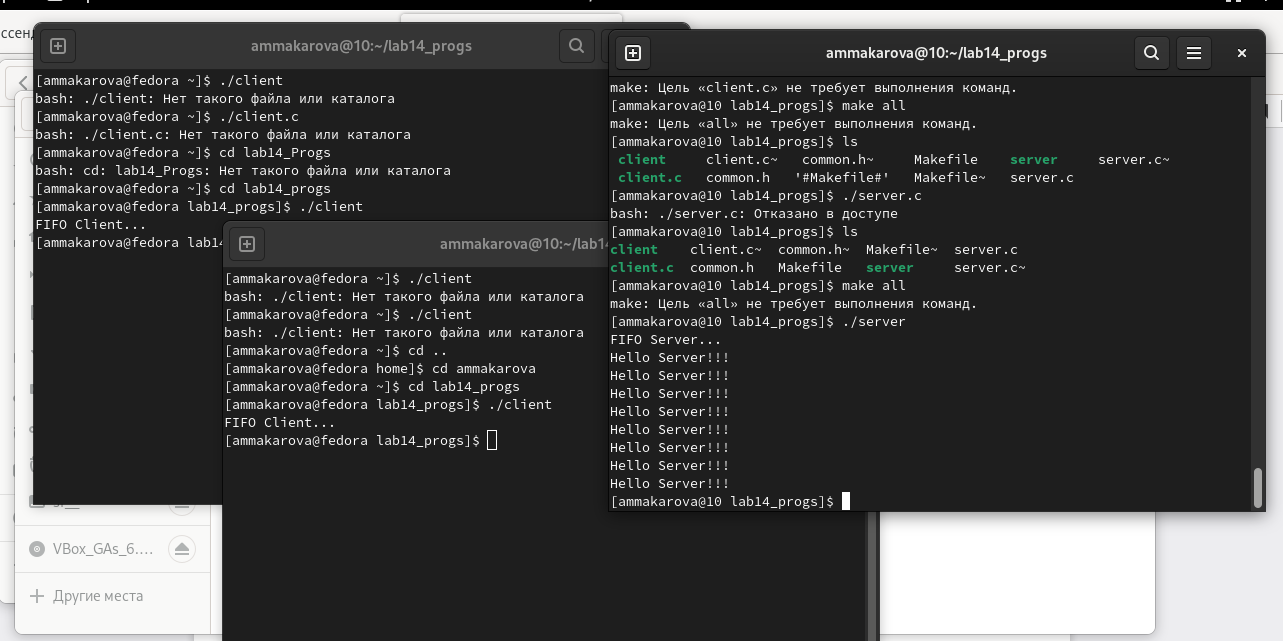 ammakarova@10:~/lab14_progs
[ammakarova@fedora ~]$ ./client
bash: ./client: Нет такого файла или каталога
[ammakarova@fedora ~]$ ./client.c
bash: ./client.c: Нет такого файла или каталога
[ammakarova@fedora ~]$ cd lab14_Progs
bash: cd: lab14_Progs: Нет такого файла или каталога
[ammakarova@fedora ~]$ cd lab14_progs
[ammakarova@fedora lab14_progs]$ ./client
FIFO Client...
[ammakarova@fedora lab14
ammakarova@10:~/lab14
[ammakarova@fedora ~]$ ./client
bash: ./client: Нет такого файла или каталога
[ammakarova@fedora ~]$ ./client
bash: ./client: Нет такого файла или каталога
[ammakarova@fedora ~]$ cd ..
[ammakarova@fedora home]$ cd ammakarova
[ammakarova@fedora ~]$ cd lab14_progs
[ammakarova@fedora lab14_progs]$ ./client
FIFO Client...
[ammakarova@fedora lab14_progs]$
ammakarova@10:~/lab14_progs
make: Цель «client.c» не требует выполнения команд.
[ammakarova@10 lab14_progs]$ make all
make: Цель «all» не требует выполнения команд.
[ammakarova@10 lab14_progs]$ ls
client client.c~ common.h~ Makefile server server.c~
client.c common.h '#Makefile#' Makefile~ server.c
[ammakarova@10 lab14_progs]$ ./server.c
bash: ./server.c: Отказано в доступе
[ammakarova@10 lab14_progs]$ ls
client client.c~ common.h~ Makefile~ server.c
client.c common.h Makefile server server.c~
[ammakarova@10 lab14_progs]$ make all
make: Цель «all» не требует выполнения команд.
[ammakarova@10 lab14_progs]$ ./server
FIFO Server...
Hello Server!!!
Hello Server!!!
Hello Server!!!
Hello Server!!!
Hello Server!!!
Hello Server!!!
Hello Server!!!
Hello Server!!!
[ammakarova@10 lab14_progs]$
VBox_GAs_6....
Другие места